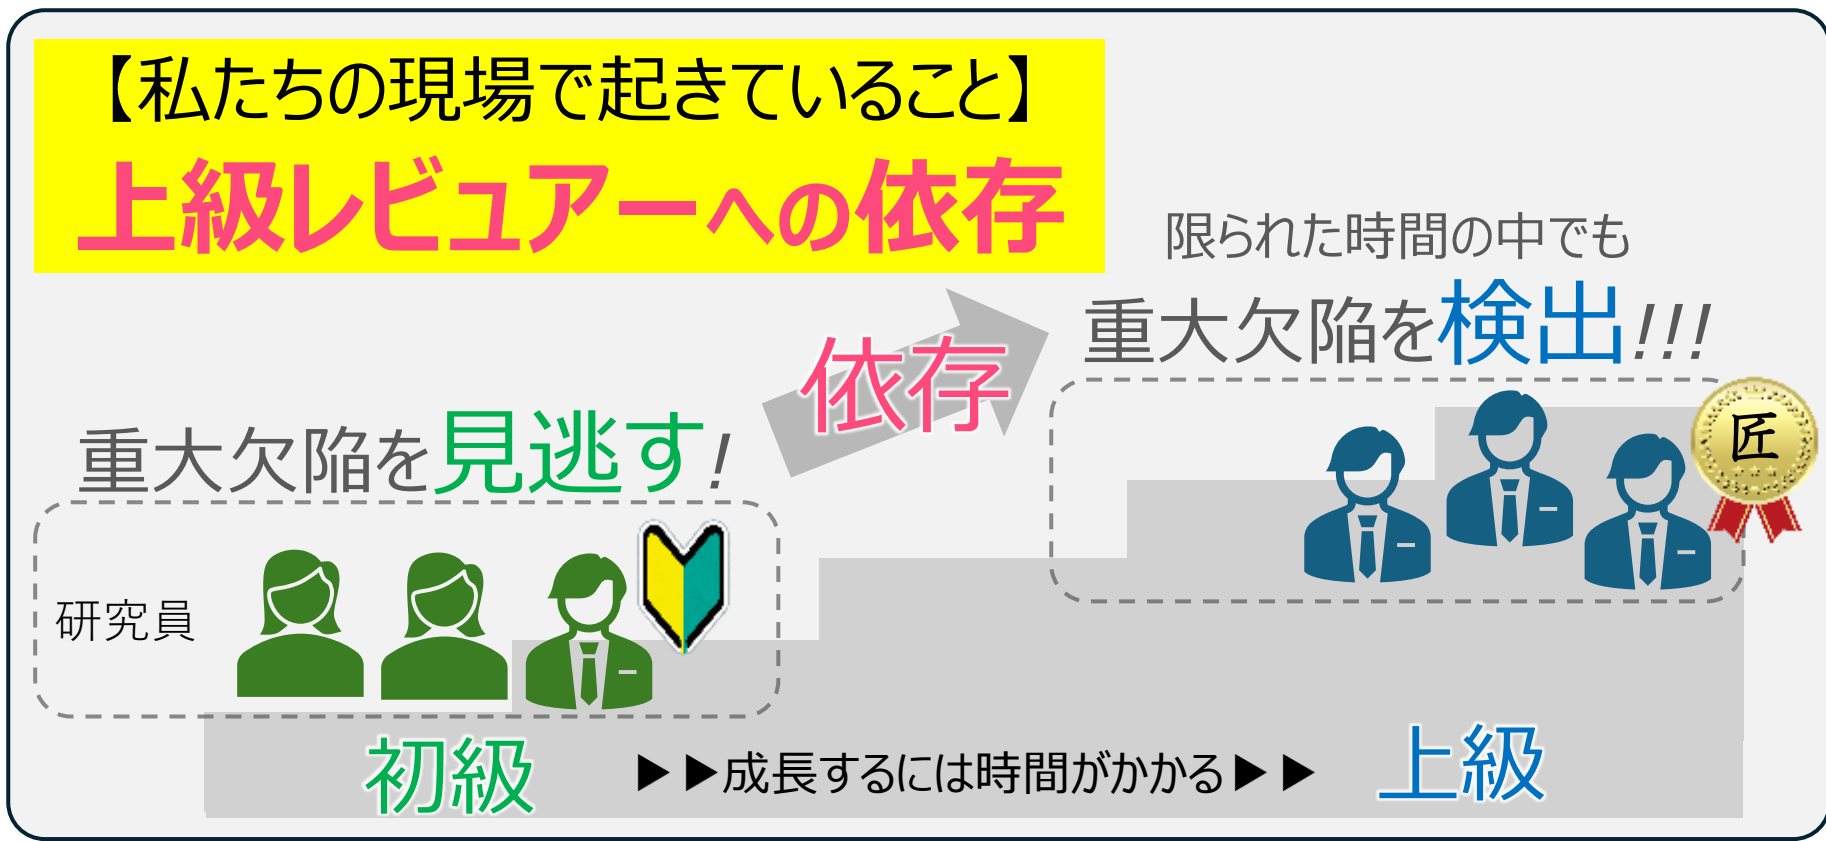 【私たちの現場で起きていること】
上級レビュアーへの依存
限られた時間の中でも
重大欠陥を検出!!!
依存
重大欠陥を見逃す!
匠
研究員
初級
▶▶成長するには時間がかかる▶▶
上級